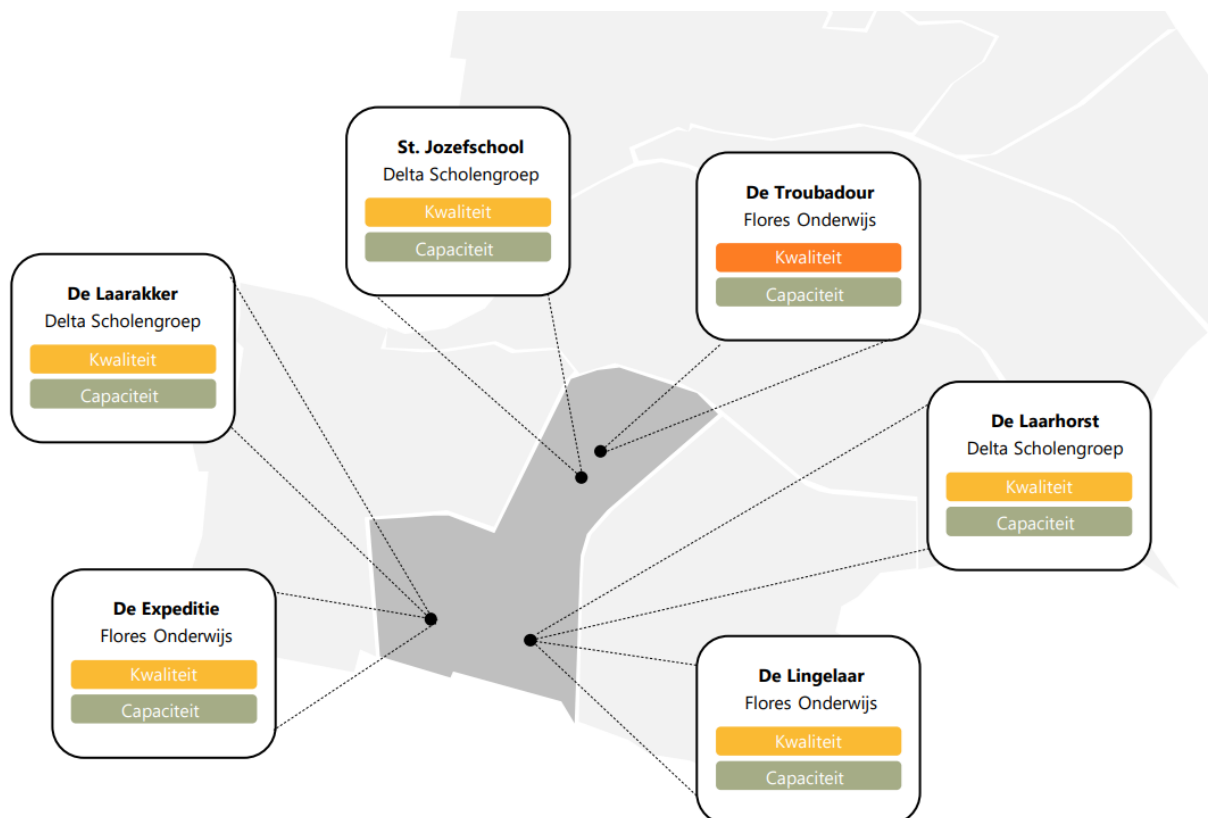 St. Jozefschool
Delta Scholengroep
Kwaliteit
Capaciteit
De Troubadour
Flores Onderwijs
Kwaliteit
Capaciteit
De Laarakker
Delta Scholengroep
Kwaliteit
Capaciteit
De Laarhorst
Delta Scholengroep
Kwaliteit
Capaciteit
De Expeditie
Flores Onderwijs
Kwaliteit
Capaciteit
De Lingelaar
Flores Onderwijs
Kwaliteit
Capaciteit